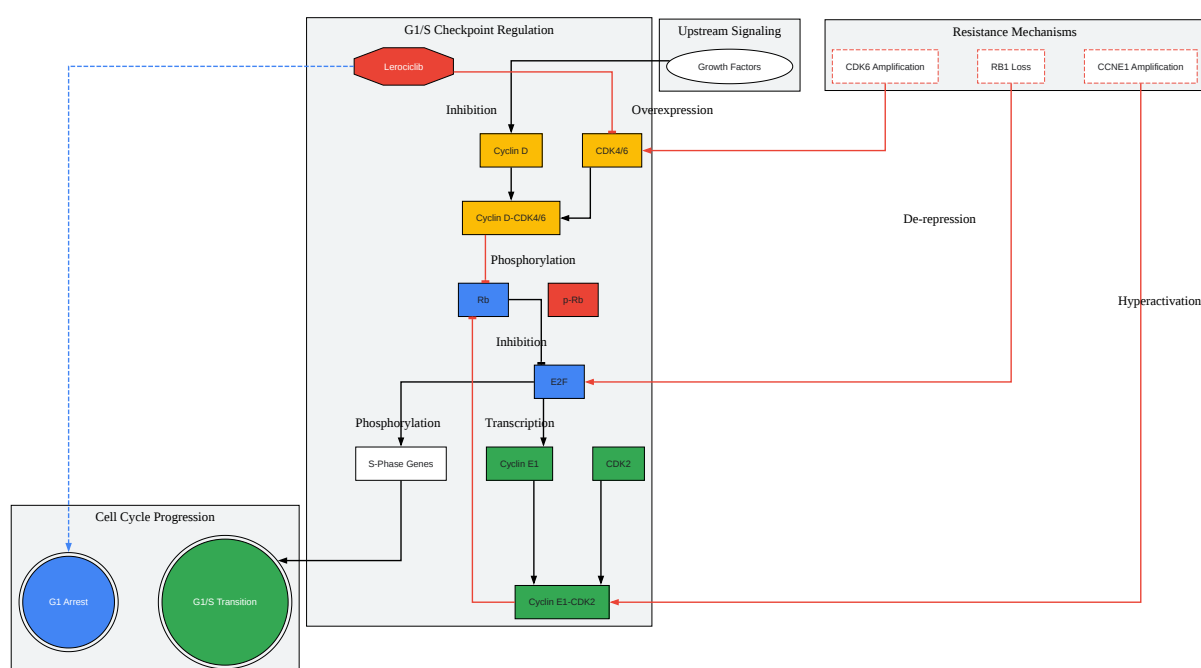 G1/S Checkpoint Regulation
Upstream Signaling
Resistance Mechanisms
Lerociclib
Growth Factors
CDK6 Amplification
RB1 Loss
CCNE1 Amplification
Inhibition
Overexpression
Cyclin D
CDK4/6
Cyclin D-CDK4/6
De-repression
Phosphorylation
Rb
p-Rb
Hyperactivation
Inhibition
E2F
Phosphorylation
Transcription
S-Phase Genes
Cyclin E1
CDK2
Cell Cycle Progression
G1 Arrest
G1/S Transition
Cyclin E1-CDK2